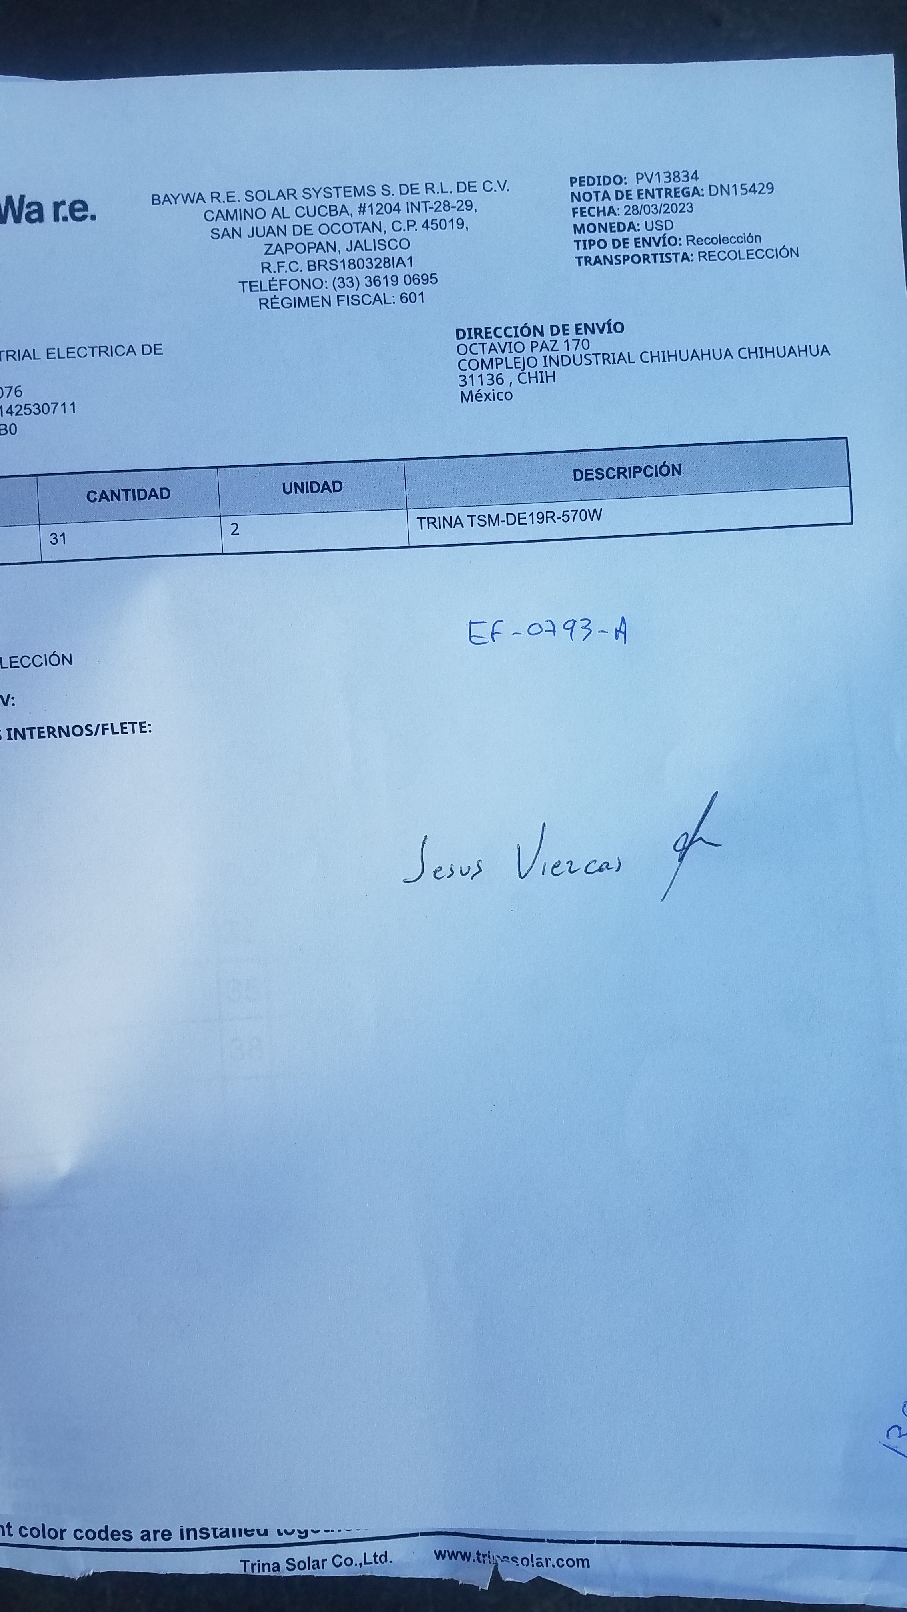 Wa r.e.
BAYWA R.E. SOLAR SYSTEMS S. DE R.L. DE C.V.
CAMINO AL CUCBA, #1204 INT-28-29,
SAN JUAN DE OCOTAN, C.P. 45019,
ZAPOPAN, JALISCO
R.F.C. BRS180328IA1
TELÉFONO: (33) 3619 0695
RÉGIMEN FISCAL: 601
PEDIDO: PV13834
NOTA DE ENTREGA: DN15429
FECHA: 28/03/2023
MONEDA: USD
TIPO DE ENVÍO: Recolección
TRANSPORTISTA: RECOLECCIÓN
TRIAL ELECTRICA DE
076
142530711
B0
DIRECCIÓN DE ENVÍO
OCTAVIO PAZ 170
COMPLEJO INDUSTRIAL CHIHUAHUA CHIHUAHUA
31136 , CHIH
México
CANTIDAD UNIDAD DESCRIPCIÓN
31 2 TRINA TSM-DE19R-570W
EF-0793-A
LECCIÓN
V:
S INTERNOS/FLETE:
Jesus Viezcas
36
nt color codes are installed
Trina Solar Co.,Ltd. www.trinasolar.com